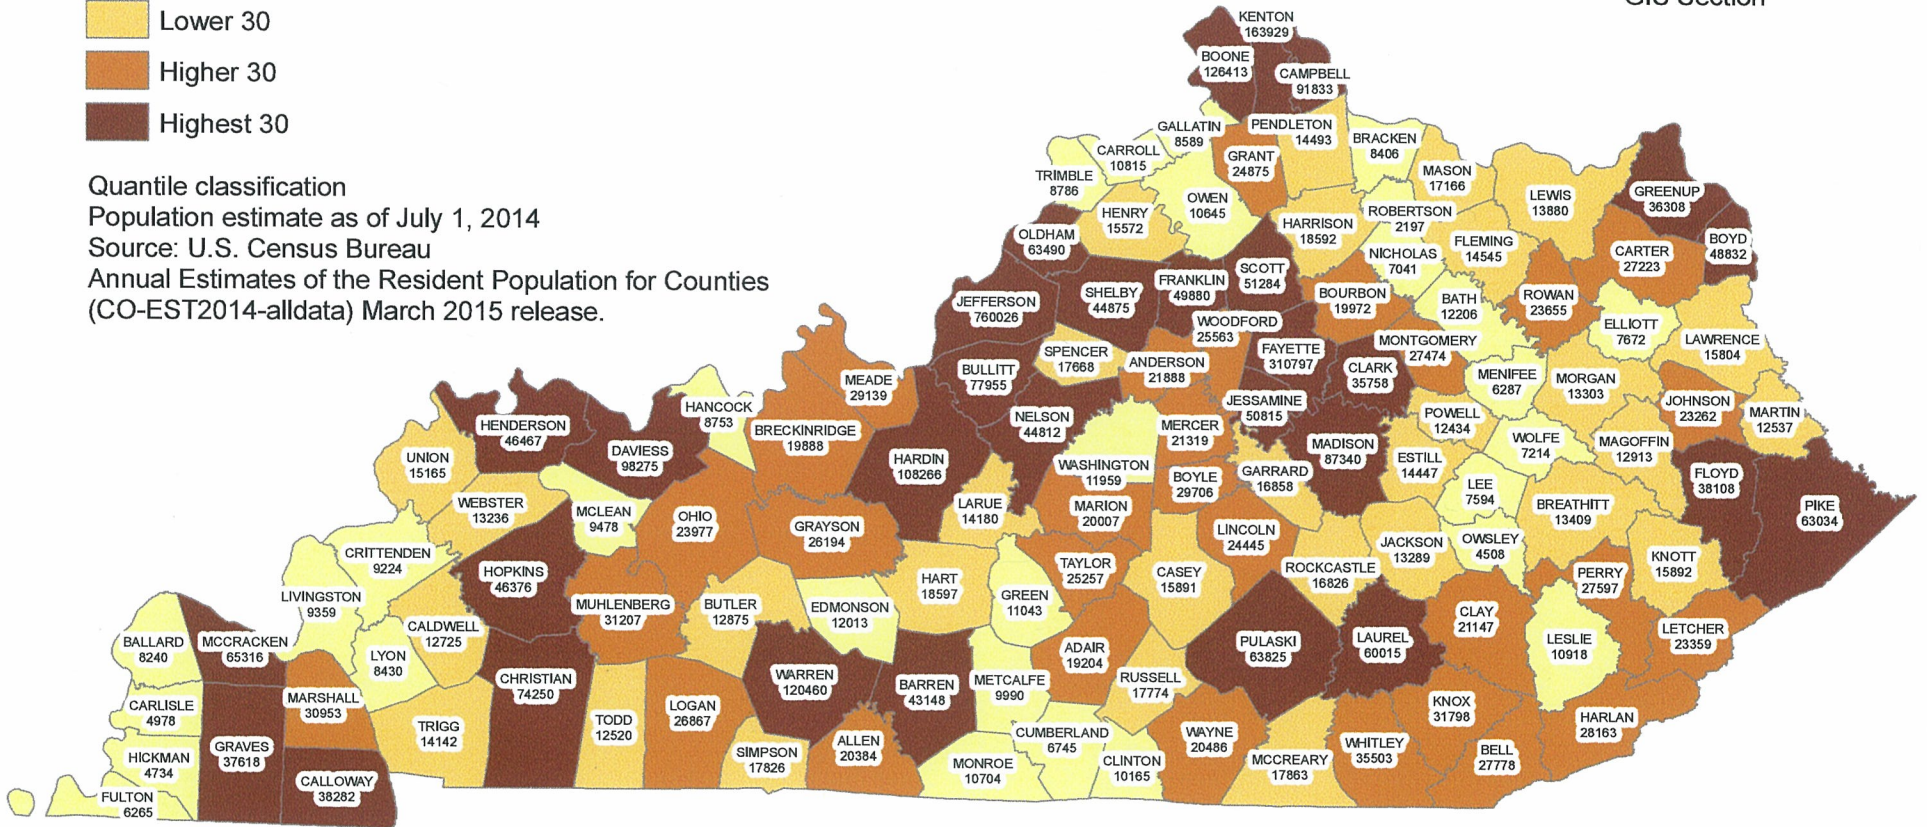 GIS Section
Lower 30
Higher 30
Highest 30
Quantile classification
Population estimate as of July 1, 2014
Source: U.S. Census Bureau
Annual Estimates of the Resident Population for Counties
(CO-EST2014-alldata) March 2015 release.
KENTON
163929
BOONE
126413
CAMPBELL
91833
GALLATIN
8589
PENDLETON
14493
BRACKEN
8406
CARROLL
10815
GRANT
24875
TRIMBLE
8786
MASON
17166
LEWIS
13880
GREENUP
36308
OWEN
10645
HENRY
15572
ROBERTSON
2197
HARRISON
18592
OLDHAM
63490
FLEMING
14545
BOYD
48832
CARTER
27223
NICHOLAS
7041
SCOTT
51284
FRANKLIN
49880
SHELBY
44875
JEFFERSON
760026
BOURBON
19972
BATH
12206
ROWAN
23655
WOODFORD
25563
ELLIOTT
7672
LAWRENCE
15804
MONTGOMERY
27474
FAYETTE
310797
SPENCER
17668
ANDERSON
21888
BULLITT
77955
CLARK
35758
MENIFEE
6287
MORGAN
13303
MEADE
29139
JESSAMINE
50815
JOHNSON
23262
MARTIN
12537
HANCOCK
8753
NELSON
44812
POWELL
12434
HENDERSON
46467
BRECKINRIDGE
19888
MERCER
21319
WOLFE
7214
MAGOFFIN
12913
MADISON
87340
DAVIESS
98275
UNION
15165
HARDIN
108266
WASHINGTON
11959
GARRARD
16858
ESTILL
14447
FLOYD
38108
BOYLE
29706
LEE
7594
WEBSTER
13236
LARUE
14180
MARION
20007
BREATHITT
13409
PIKE
63034
MCLEAN
9478
OHIO
23977
GRAYSON
26194
LINCOLN
24445
CRITTENDEN
9224
JACKSON
13289
OWSLEY
4508
KNOTT
15892
HOPKINS
46376
TAYLOR
25257
CASEY
15891
ROCKCASTLE
16826
PERRY
27597
HART
18597
LIVINGSTON
9359
MUHLENBERG
31207
BUTLER
12875
EDMONSON
12013
GREEN
11043
CLAY
21147
CALDWELL
12725
BALLARD
8240
MCCRACKEN
65316
LYON
8430
PULASKI
63825
LAUREL
60015
LESLIE
10918
LETCHER
23359
ADAIR
19204
CHRISTIAN
74250
WARREN
120460
BARREN
43148
METCALFE
9990
RUSSELL
17774
MARSHALL
30953
CARLISLE
4978
LOGAN
26867
KNOX
31798
TODD
12520
TRIGG
14142
HARLAN
28163
CUMBERLAND
6745
WAYNE
20486
ALLEN
20384
WHITLEY
35503
GRAVES
37618
BELL
27778
SIMPSON
17826
HICKMAN
4734
MONROE
10704
CLINTON
10165
MCCREARY
17863
CALLOWAY
38282
FULTON
6265